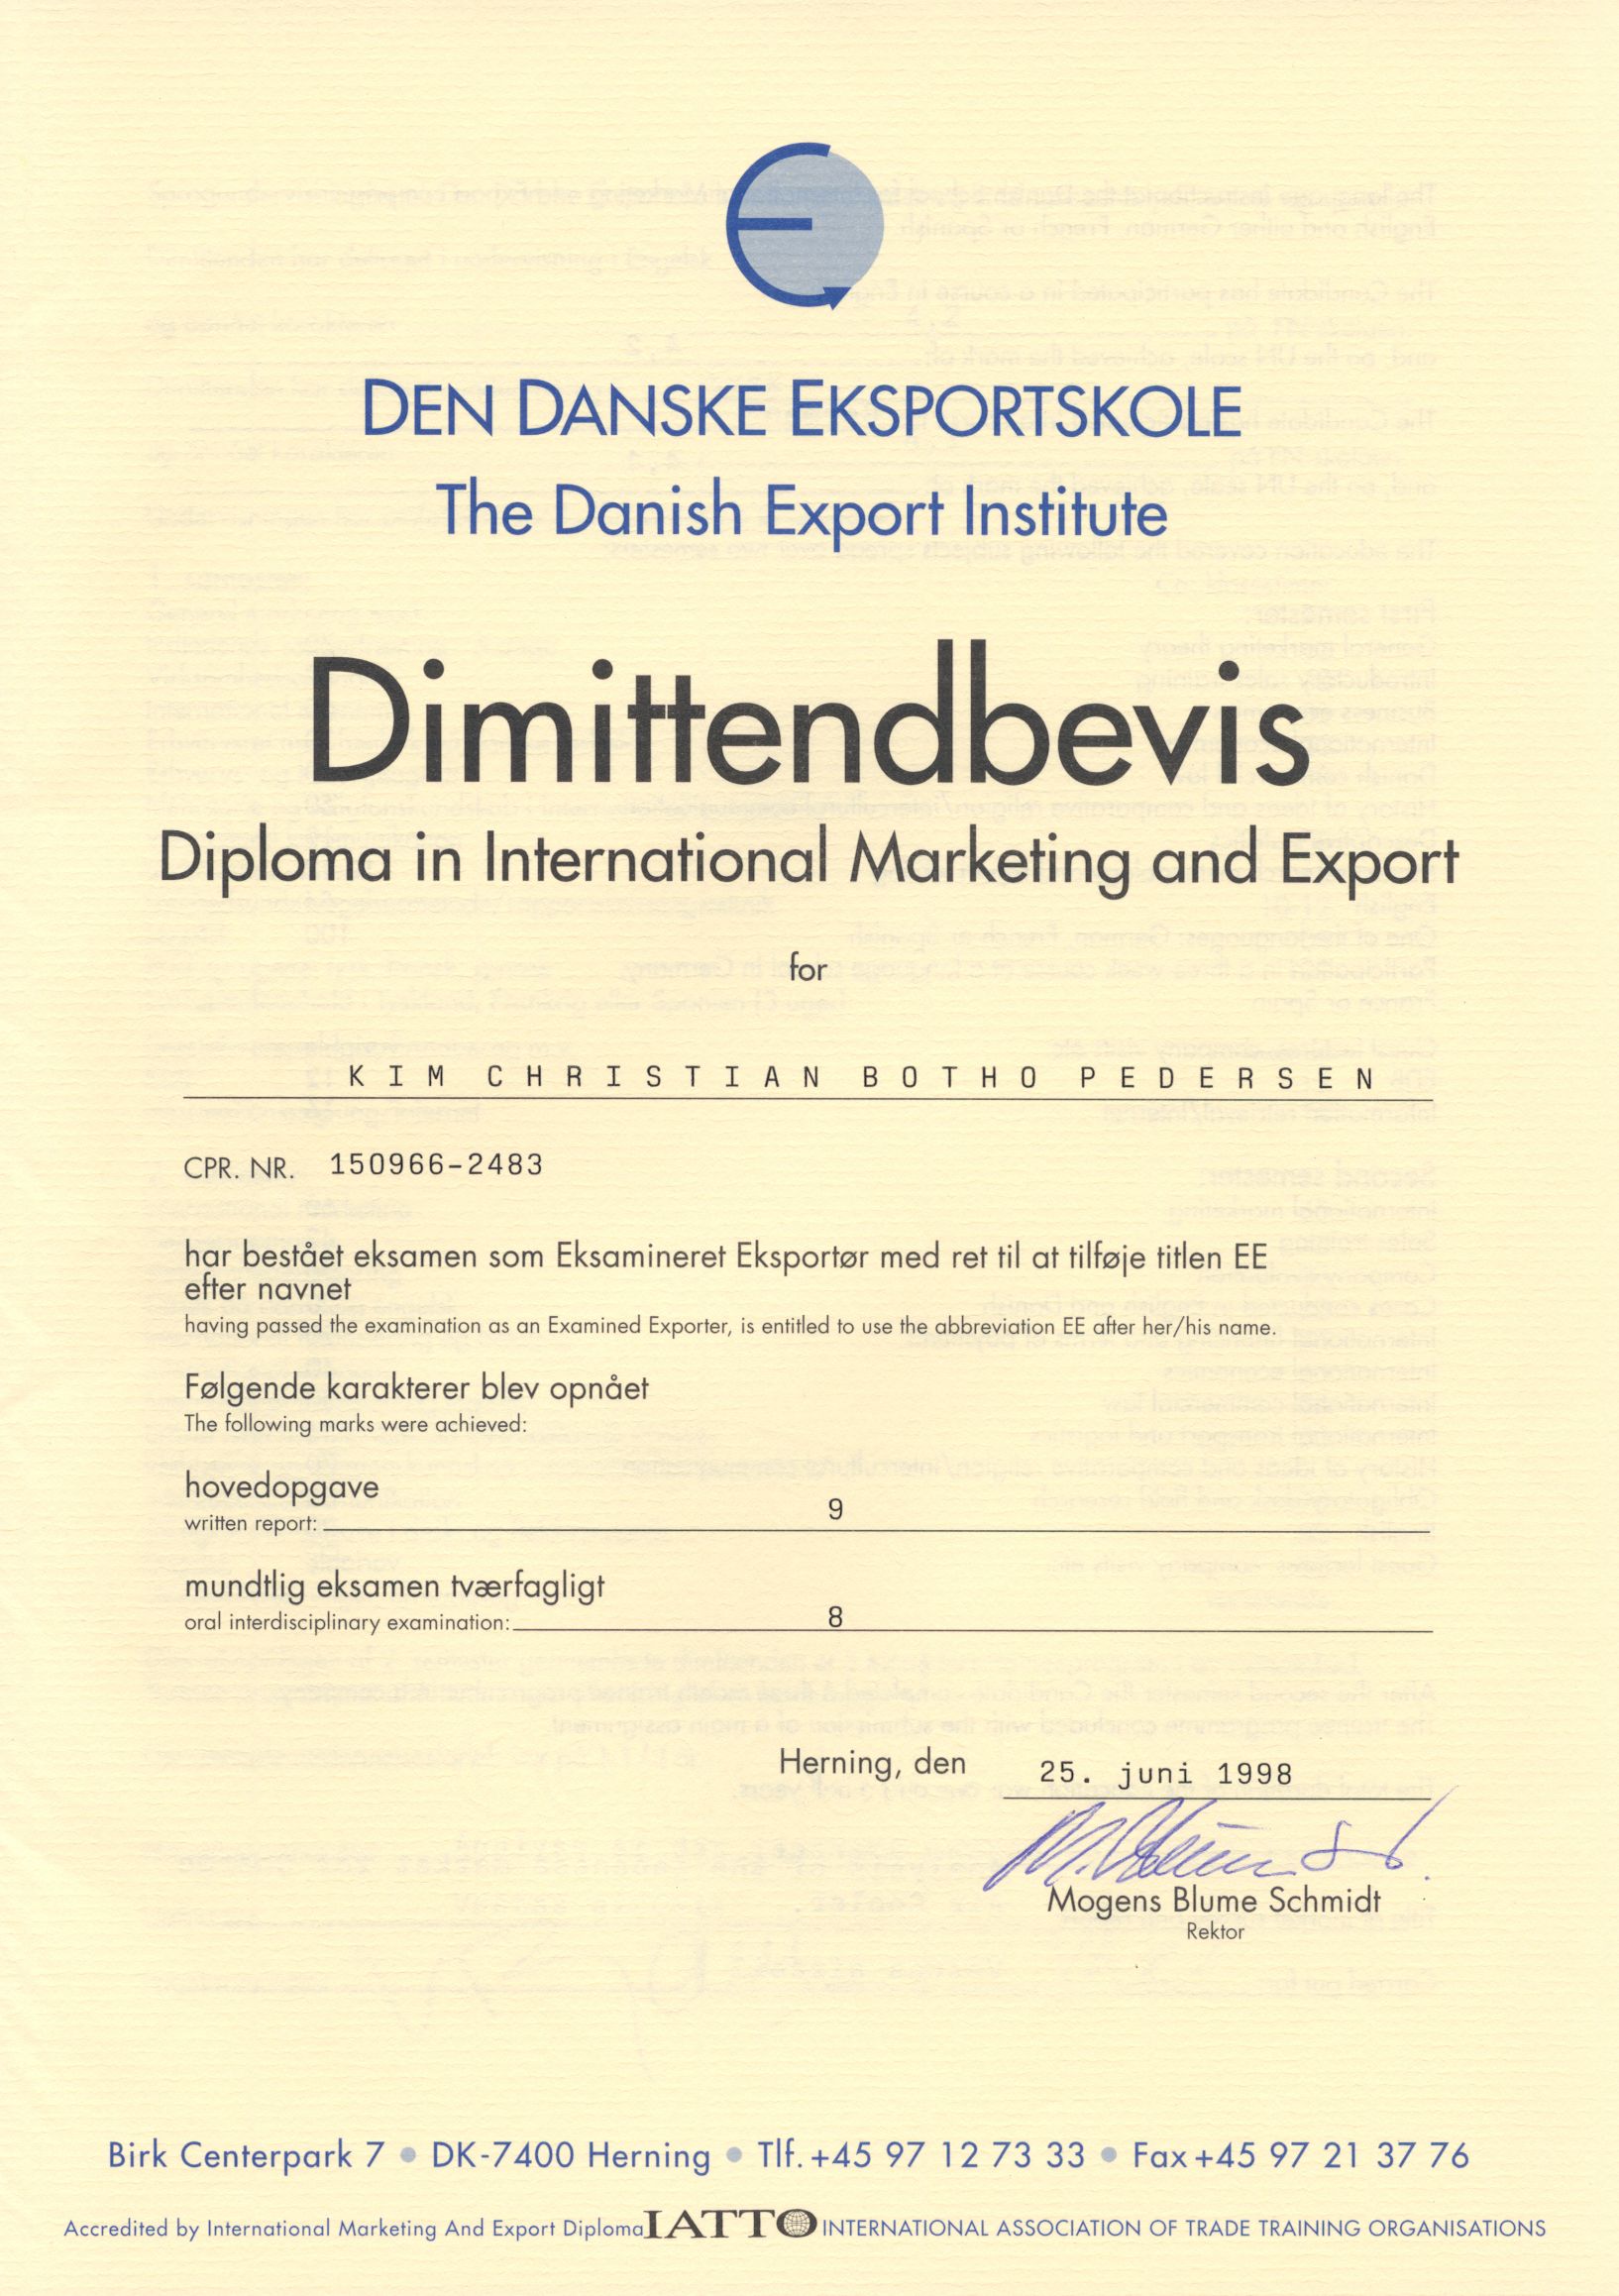 DEN DANSKE EKSPORTSKOLE
The Danish Export Institute
Dimittendbevis
Diploma in International Marketing and Export
for
KIM CHRISTIAN BOTHO PEDERSEN
CPR. NR. 150966-2483
har bestået eksamen som Eksamineret Eksportør med ret til at tilføje titlen EE
efter navnet
having passed the examination as an Examined Exporter, is entitled to use the abbreviation EE after her/his name.
Følgende karakterer blev opnået
The following marks were achieved:
hovedopgave
written report: 9
mundtlig eksamen tværfagligt
oral interdisciplinary examination: 8
Herning, den 25. juni 1998
Mogens Blume Schmidt
Rektor
Birk Centerpark 7 • DK-7400 Herning • Tlf. +45 97 12 73 33 • Fax +45 97 21 37 76
Accredited by International Marketing And Export Diploma IATTO INTERNATIONAL ASSOCIATION OF TRADE TRAINING ORGANISATIONS